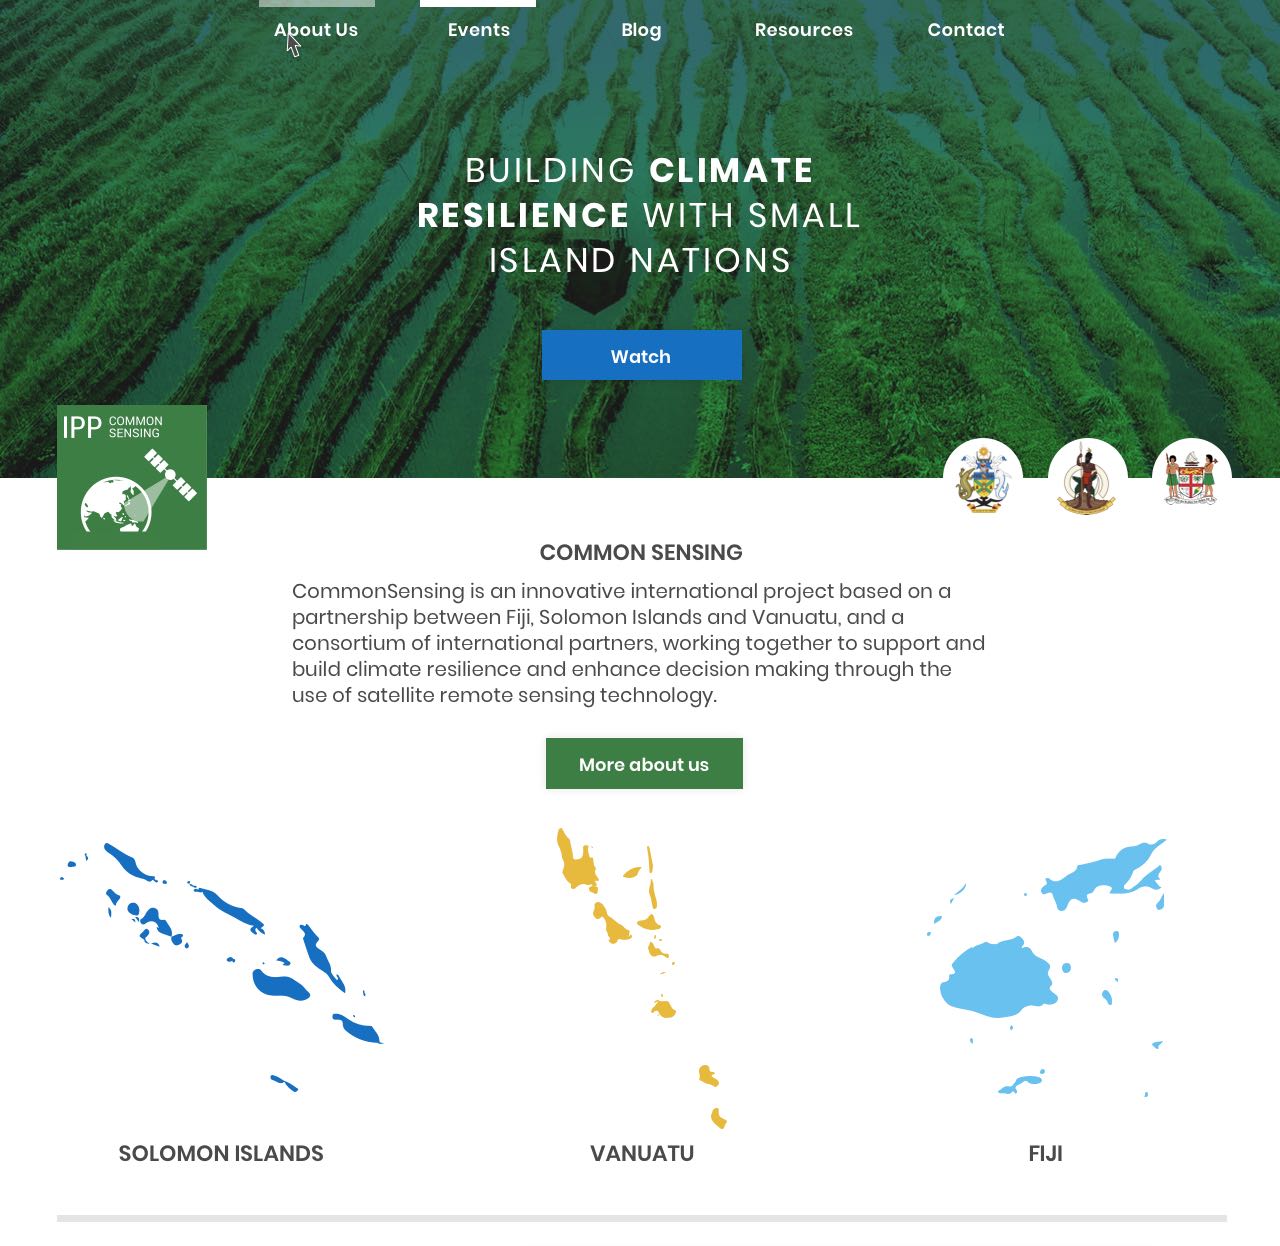 About Us
Events
Blog
Resources
Contact
BUILDING CLIMATE
RESILIENCE WITH SMALL
ISLAND NATIONS
Watch
IPP COMMON
SENSING
COMMON SENSING
CommonSensing is an innovative international project based on a
partnership between Fiji, Solomon Islands and Vanuatu, and a
consortium of international partners, working together to support and
build climate resilience and enhance decision making through the
use of satellite remote sensing technology.
More about us
SOLOMON ISLANDS
VANUATU
FIJI